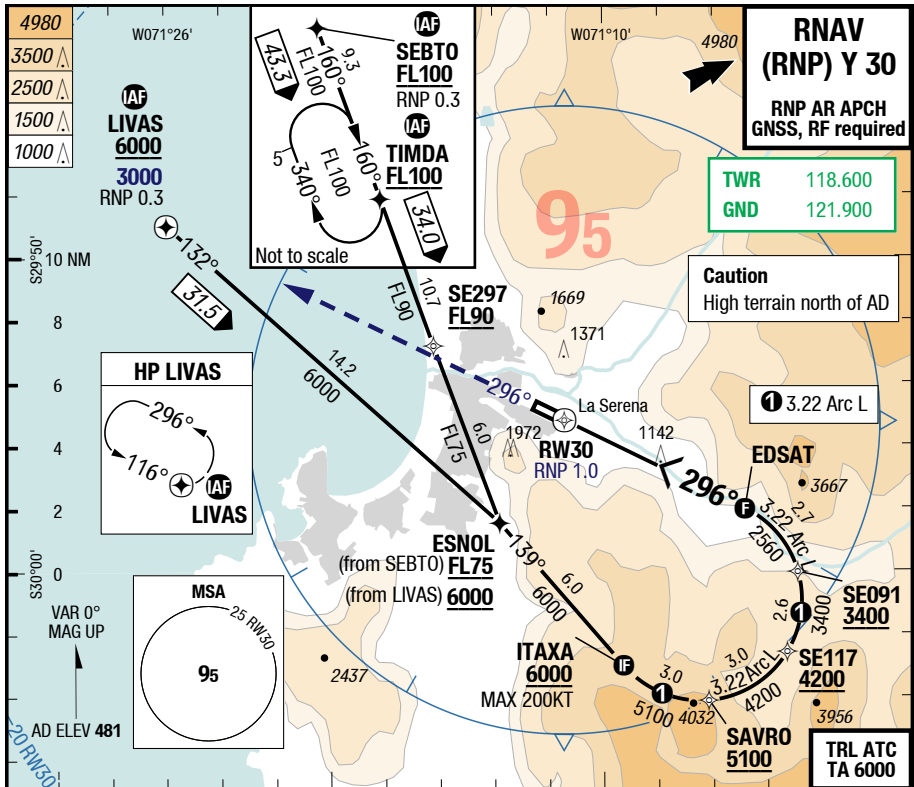 4980
3500
2500
1500
1000
W071°26'
W071°10'
4980
RNAV
(RNP) Y 30
RNP AR APCH
GNSS, RF required
TWR 118.600
GND 121.900
Caution
High terrain north of AD
IAF
SEBTO
FL100
RNP 0.3
43.3
160°
9.3
FL100
IAF
TIMDA
FL100
160°
FL100
340°
5
34.0
Not to scale
IAF
LIVAS
6000
3000
RNP 0.3
132°
31.5
S29°50'
10 NM
8
6
4
2
0
S30°00'
95
10.7
FL90
SE297
FL90
1669
1371
14.2
6000
296°
HP LIVAS
296°
116°
IAF
LIVAS
6.0
FL75
1972
La Serena
RW30
RNP 1.0
1142
1 3.22 Arc L
EDSAT
F
296°
3667
2.7
3.22 Arc L
2560
ESNOL
(from SEBTO) FL75
(from LIVAS) 6000
139°
6.0
6000
SE091
3400
2.6
1
3400
SE117
4200
3.0
3.22 Arc L
4200
ITAXA
6000
MAX 200KT
IF
3.0
1
5100
4032
SAVRO
5100
3956
2437
MSA
25 RW30
95
VAR 0°
MAG UP
AD ELEV 481
20 RW30
TRL ATC
TA 6000